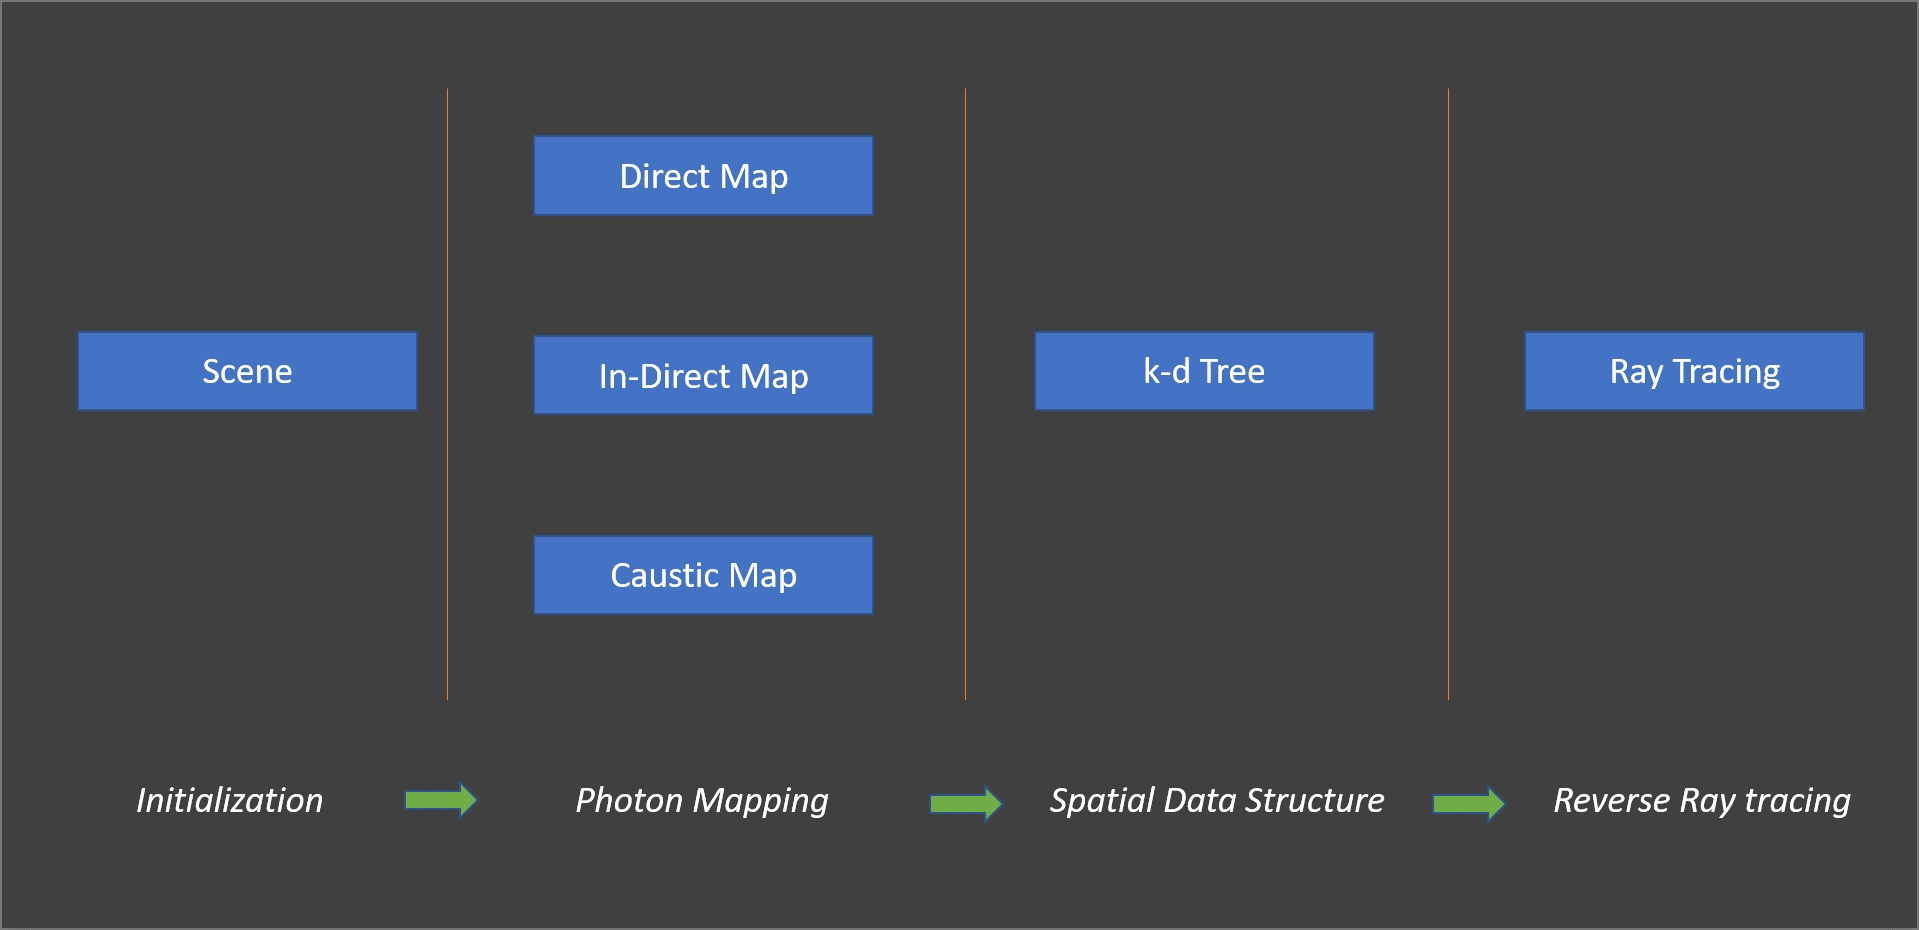 Direct Map
Scene
In-Direct Map
k-d Tree
Ray Tracing
Caustic Map
Initialization
Photon Mapping
Spatial Data Structure
Reverse Ray tracing